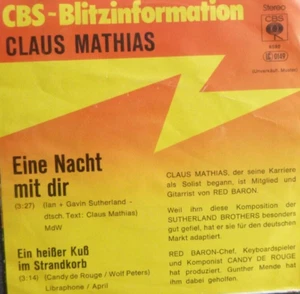 CBS-Blitzinformation
CLAUS MATHIAS
Stereo
CBS
(Unverkäufl. Muster)
Eine Nacht
mit dir
(3:27) (Ian + Gavin Sutherland -
dtsch. Text: Claus Mathias)
MdW
Ein heißer Kuß
im Strandkorb
(3:14) (Candy de Rouge / Wolf Peters)
Libraphone / April
CLAUS MATHIAS, der seine Karriere
als Solist begann, ist Mitglied und
Gitarrist von RED BARON.
Weil ihm diese Komposition der
SUTHERLAND BROTHERS besonders
gut gefiel, hat er sie für den deutschen
Markt adaptiert.
RED BARON-Chef, Keyboardspieler
und Komponist CANDY DE ROUGE
hat produziert. Gunther Mende hat
ihm dabei geholfen.